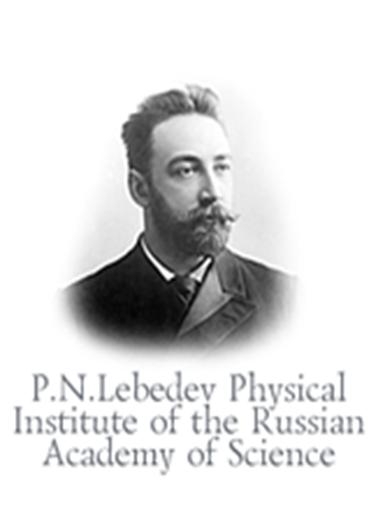 P.N.Lebedev Physical
Institute of the Russian
Academy of Science